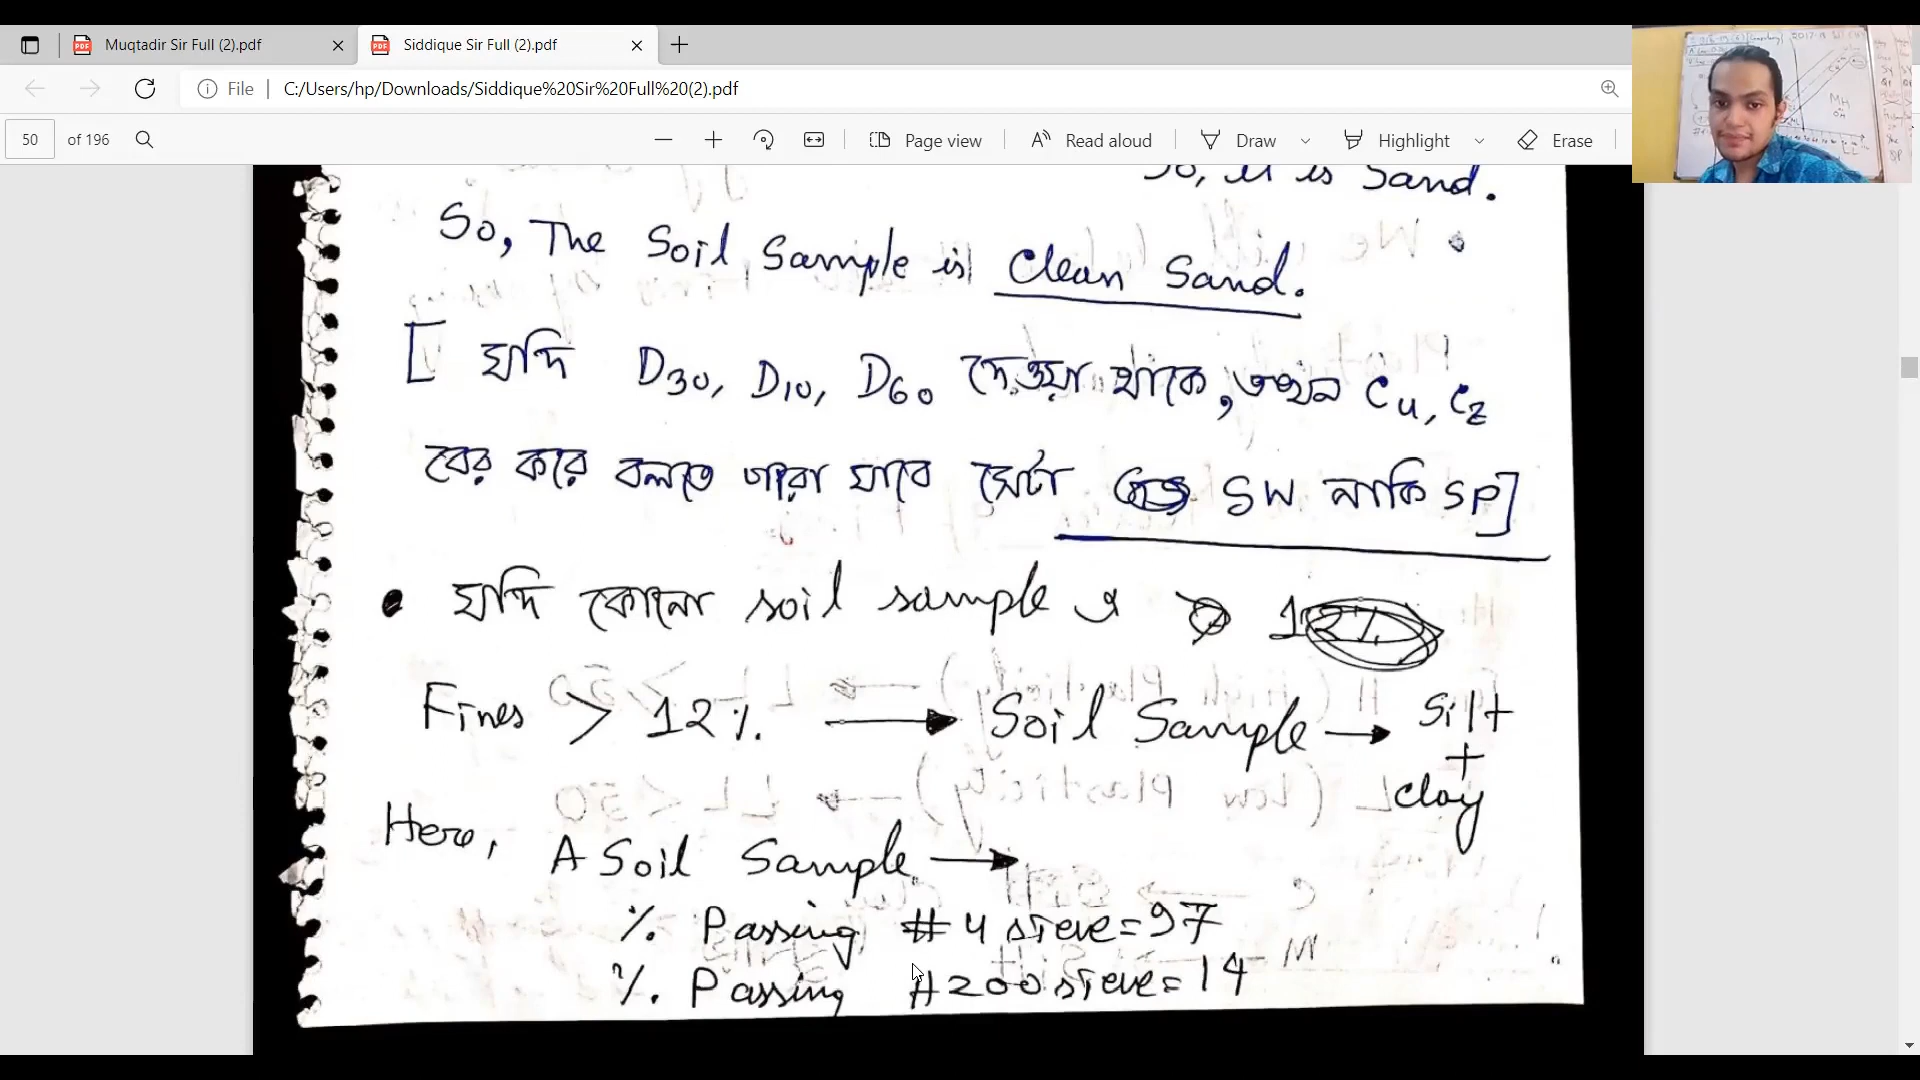 Muqtadir Sir Full (2).pdf
Siddique Sir Full (2).pdf
File
C:/Users/hp/Downloads/Siddique%20Sir%20Full%20(2).pdf
50 of 196
Page view
Read aloud
Draw
Highlight
Erase
So, it is Sand.
So, The Soil Sample is Clean Sand.
[ যদি D30, D10, D60 দেওয়া থাকে, তখন Cu, Cz
বের করে বলতে পারা যাবে সেটা SW নাকি SP]
• যদি কোনো soil sample এ 12%
Fines > 12% → Soil Sample → Silt
+
clay
Here,
A Soil Sample →
% Passing #4 sieve = 97
% Passing #200 sieve = 14